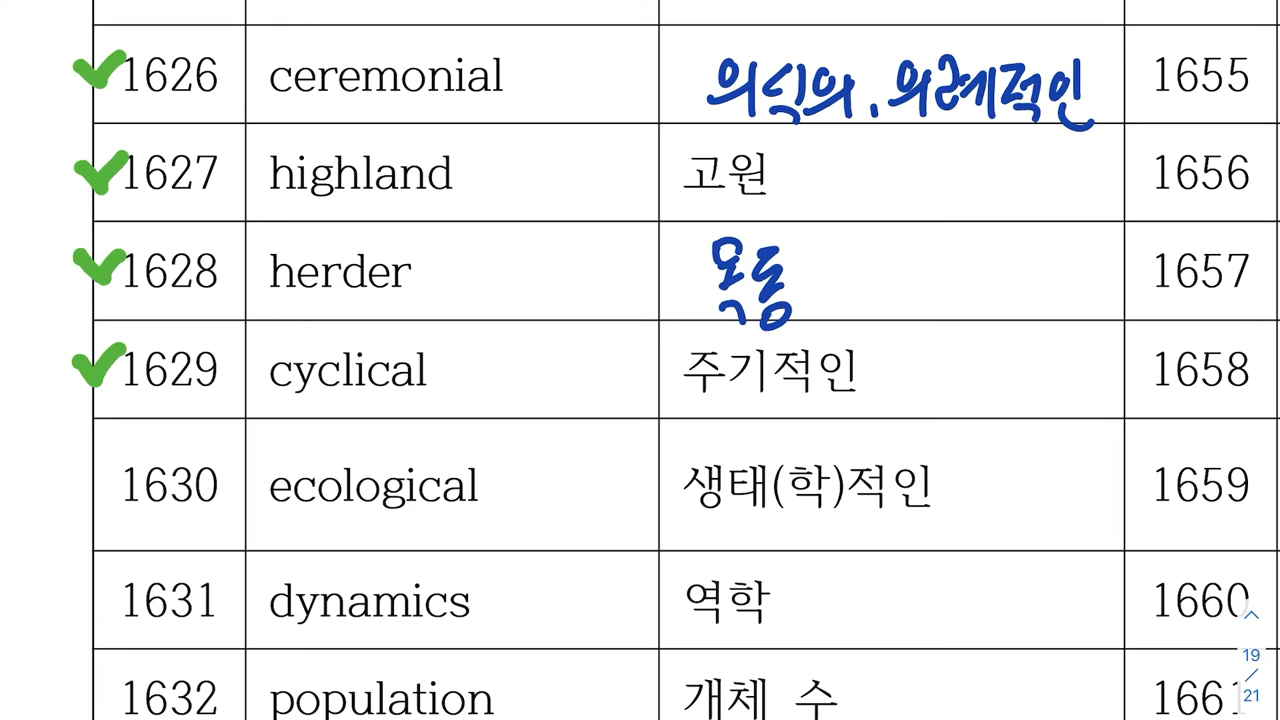 1626 ceremonial 의식의, 의례적인 1655
1627 highland 고원 1656
1628 herder 목동 1657
1629 cyclical 주기적인 1658
1630 ecological 생태(학)적인 1659
1631 dynamics 역학 1660
1632 population 개체 수 1661
19
/
21